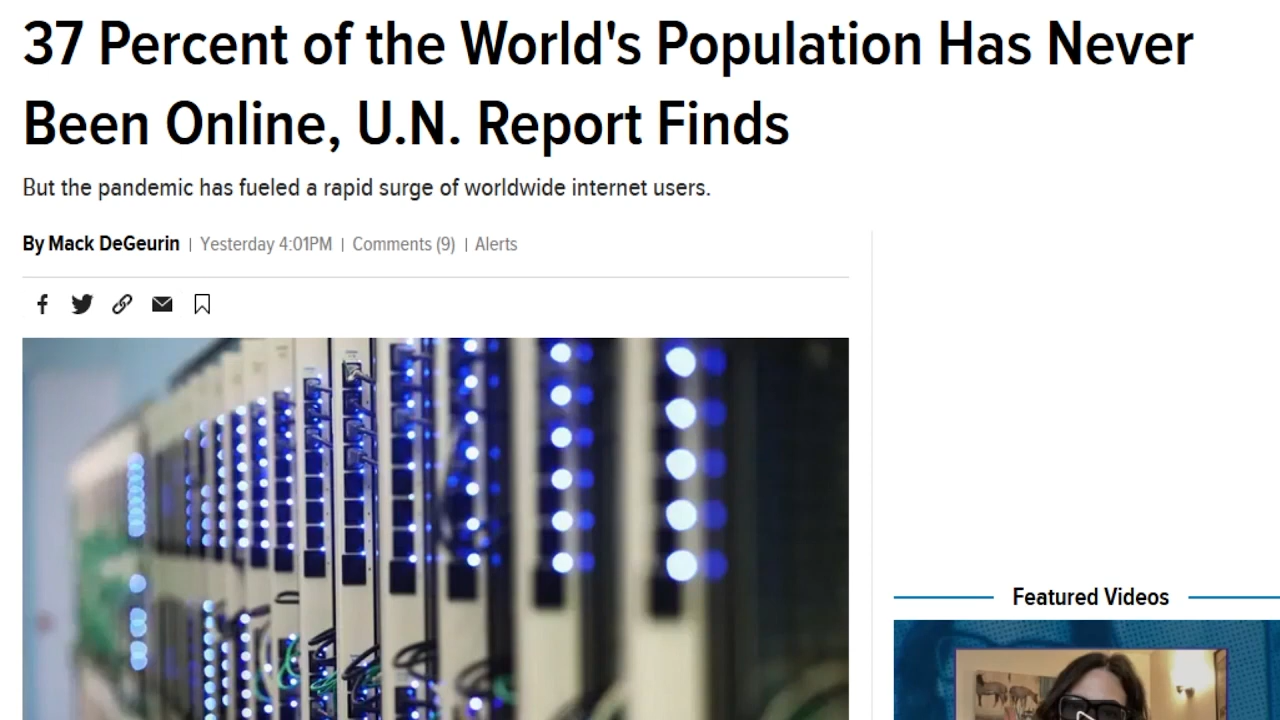 37 Percent of the World's Population Has Never
Been Online, U.N. Report Finds
But the pandemic has fueled a rapid surge of worldwide internet users.
By Mack DeGeurin | Yesterday 4:01PM | Comments (9) | Alerts
Featured Videos